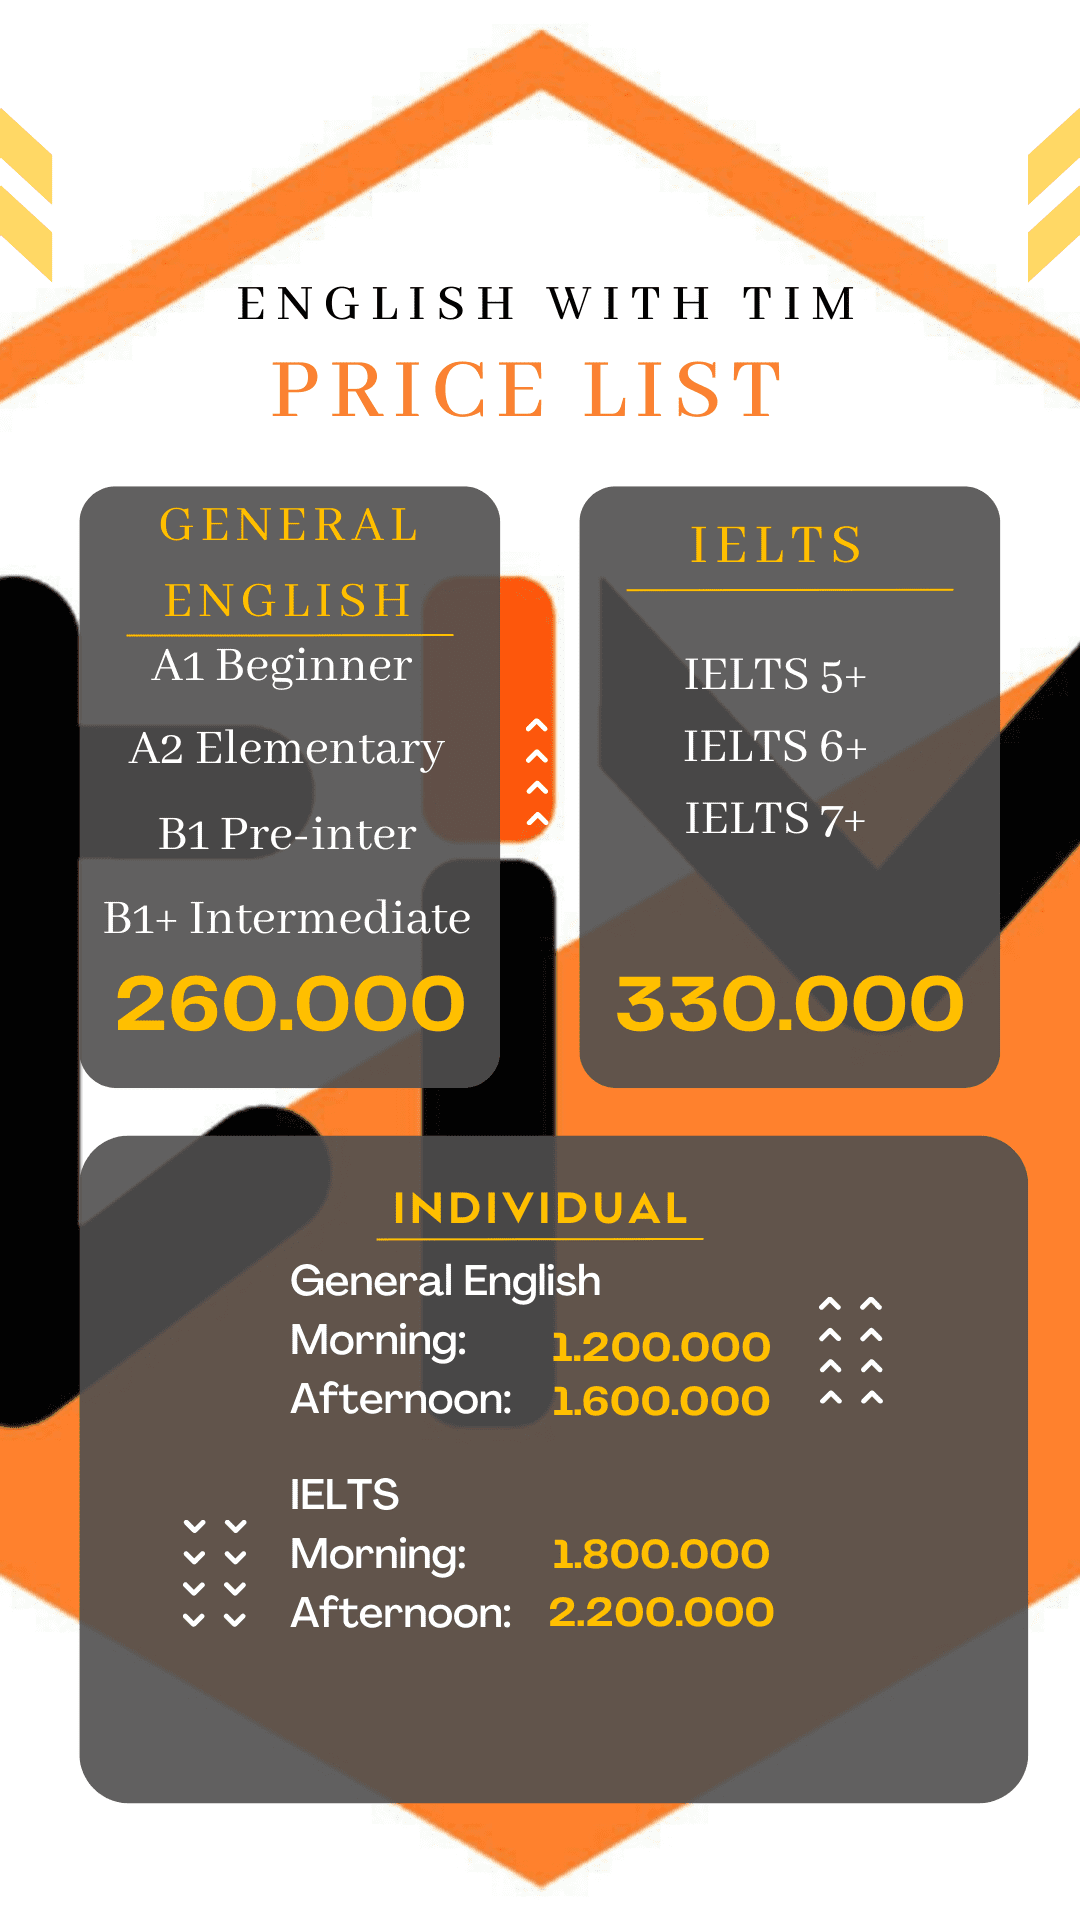 ENGLISH WITH TIM
PRICE LIST
GENERAL
ENGLISH
A1 Beginner
A2 Elementary
B1 Pre-inter
B1+ Intermediate
260.000
IELTS
IELTS 5+
IELTS 6+
IELTS 7+
330.000
INDIVIDUAL
General English
Morning: 1.200.000
Afternoon: 1.600.000
IELTS
Morning: 1.800.000
Afternoon: 2.200.000